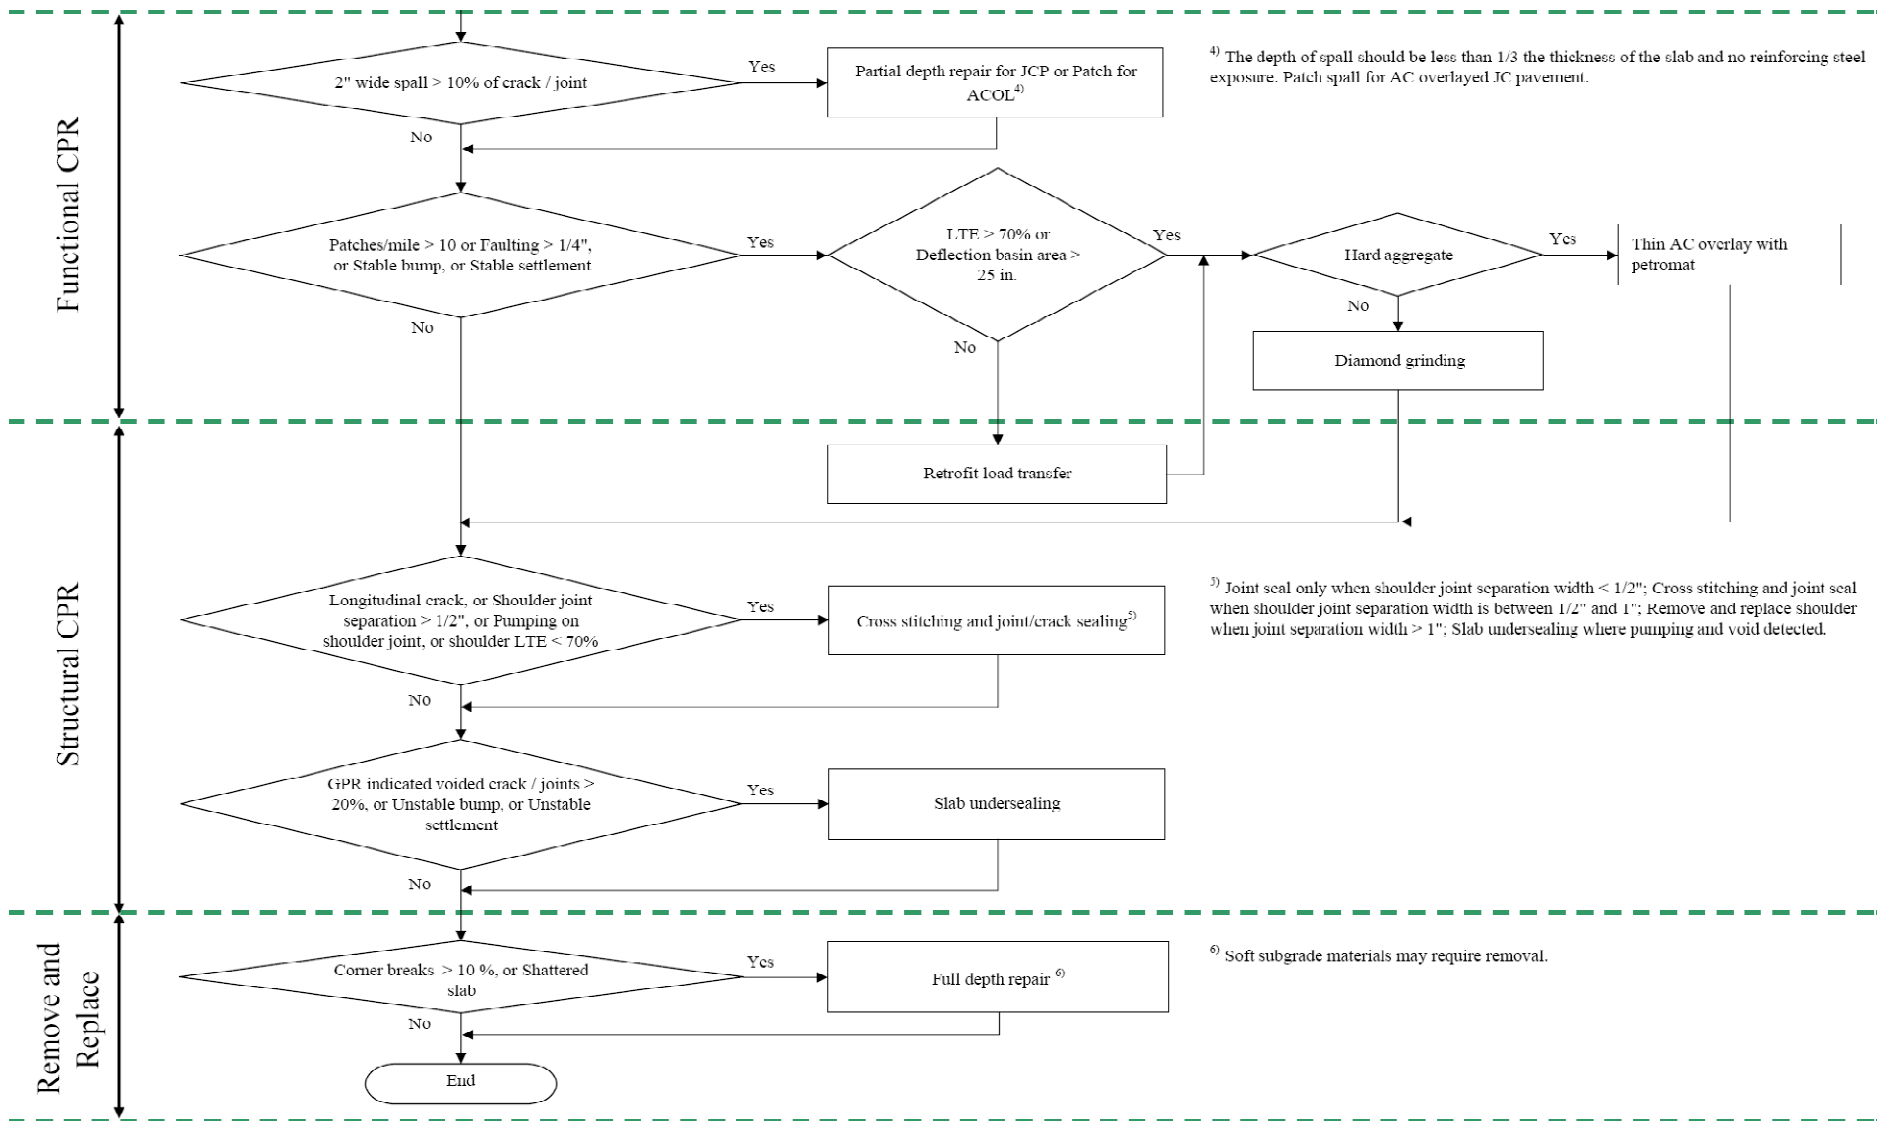 Functional CPR
2" wide spall > 10% of crack / joint
Yes
Partial depth repair for JCP or Patch for
ACOL4)
4) The depth of spall should be less than 1/3 the thickness of the slab and no reinforcing steel
exposure. Patch spall for AC overlayed JC pavement.
No
Patches/mile > 10 or Faulting > 1/4",
or Stable bump, or Stable settlement
Yes
LTE > 70% or
Deflection basin area >
25 in.
Yes
Hard aggregate
Yes
Thin AC overlay with
petromat
No
No
No
Diamond grinding
Structural CPR
Retrofit load transfer
Longitudinal crack, or Shoulder joint
separation > 1/2", or Pumping on
shoulder joint, or shoulder LTE < 70%
Yes
Cross stitching and joint/crack sealing5)
5) Joint seal only when shoulder joint separation width < 1/2"; Cross stitching and joint seal
when shoulder joint separation width is between 1/2" and 1"; Remove and replace shoulder
when joint separation width > 1"; Slab undersealing where pumping and void detected.
No
GPR indicated voided crack / joints >
20%, or Unstable bump, or Unstable
settlement
Yes
Slab undersealing
No
Remove and
Replace
Corner breaks > 10 %, or Shattered
slab
Yes
Full depth repair 6)
6) Soft subgrade materials may require removal.
No
End